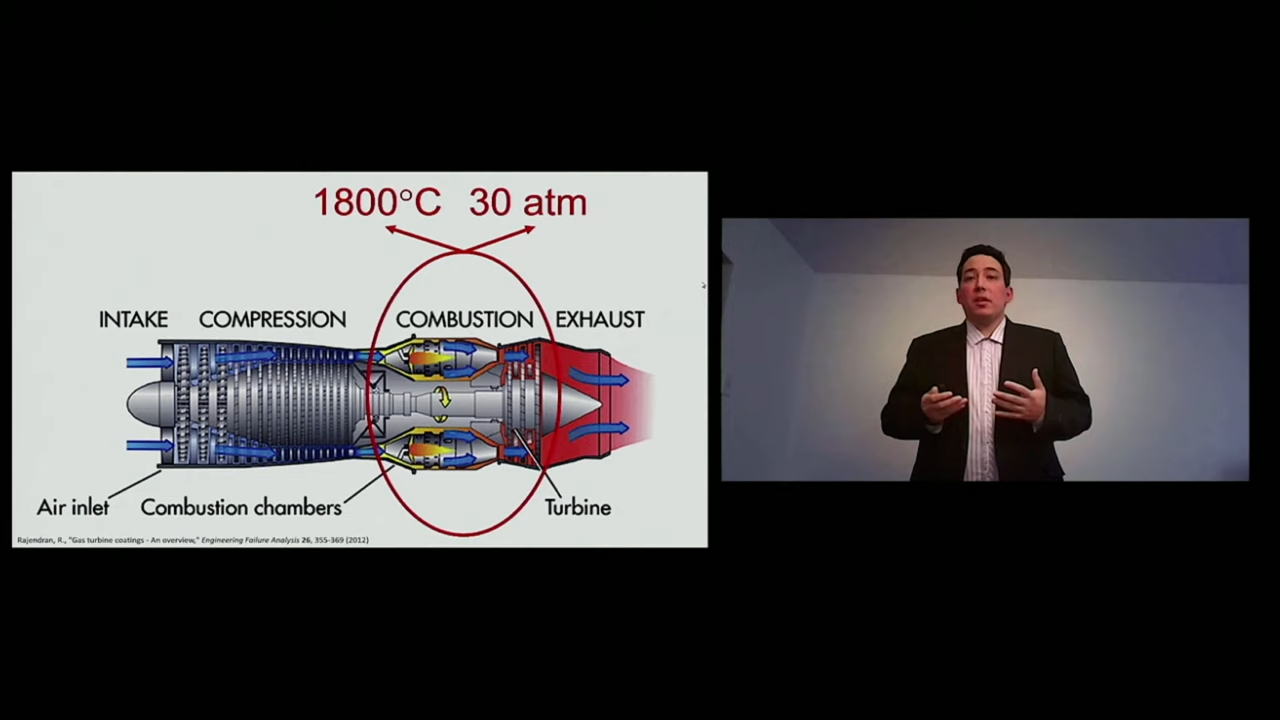 1800°C 30 atm
INTAKE COMPRESSION COMBUSTION EXHAUST
Air inlet Combustion chambers Turbine
Rajendran, R., "Gas turbine coatings - An overview," Engineering Failure Analysis 26, 355-369 (2012)